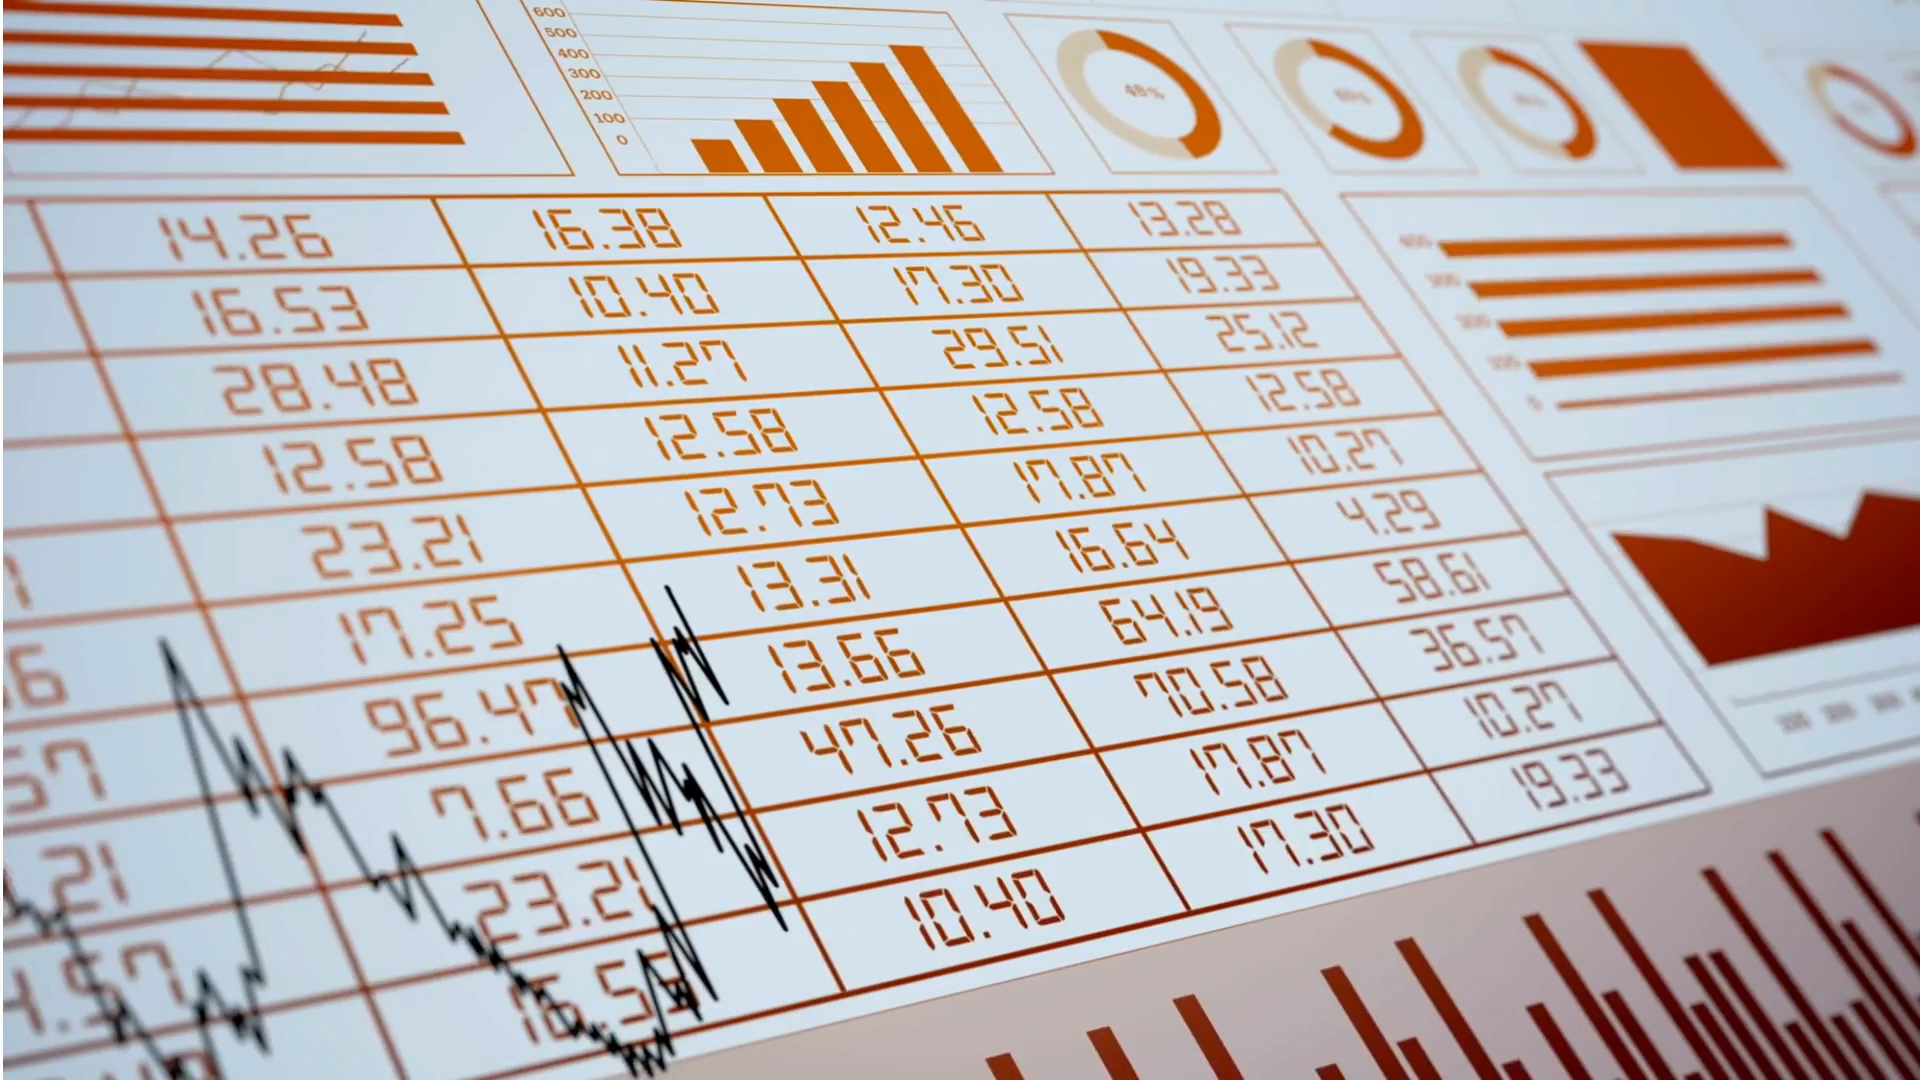 600
500
400
300
200
100
0
48%
14.26 16.38 12.46 13.28
16.53 10.40 17.30 19.33
28.48 11.27 29.51 25.12
12.58 12.58 12.58 12.58
23.21 12.73 17.87 10.27
17.25 13.31 16.64 4.29
96.47 13.66 64.19 58.61
7.66 47.26 70.58 36.57
23.21 12.73 17.87 10.27
10.40 17.30 19.33